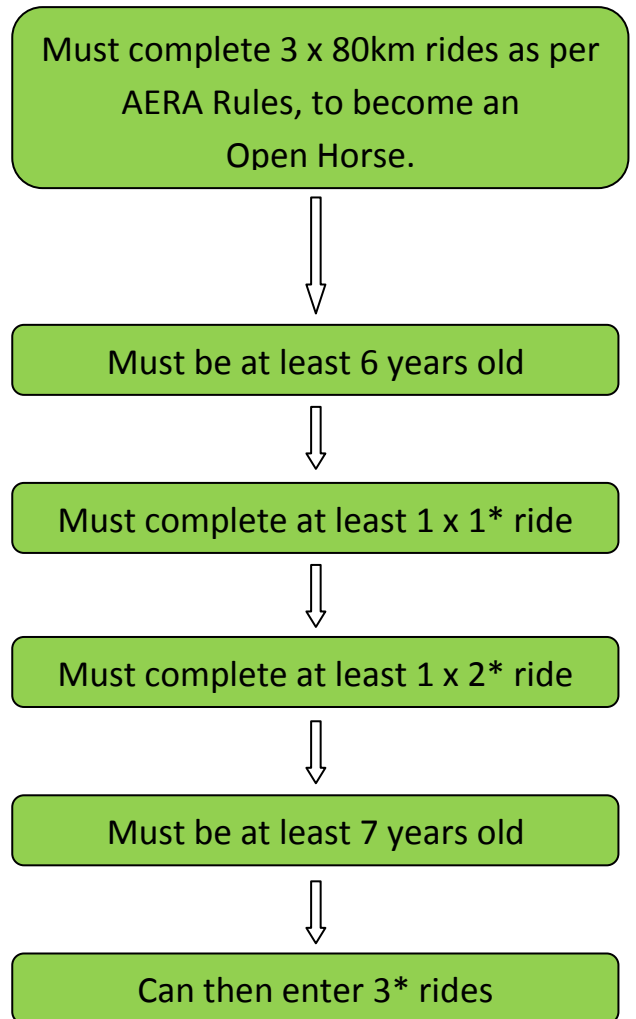 Must complete 3 x 80km rides as per
AERA Rules, to become an
Open Horse.
Must be at least 6 years old
Must complete at least 1 x 1* ride
Must complete at least 1 x 2* ride
Must be at least 7 years old
Can then enter 3* rides